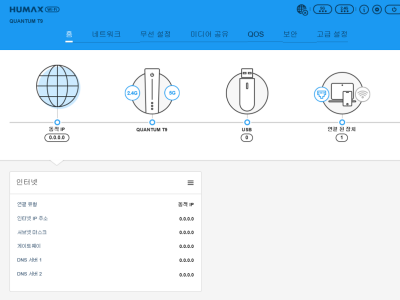 HUMAX
QUANTUM T9
홈 네트워크 무선 설정 미디어 공유 QOS 보안 고급 설정
2.4G 5G
동적 IP QUANTUM T9 USB 연결 된 장치
0.0.0.0 0 1
인터넷
연결 유형 동적 IP
인터넷 IP 주소 0.0.0.0
서브넷 마스크 0.0.0.0
게이트웨이 0.0.0.0
DNS 서버 1 0.0.0.0
DNS 서버 2 0.0.0.0